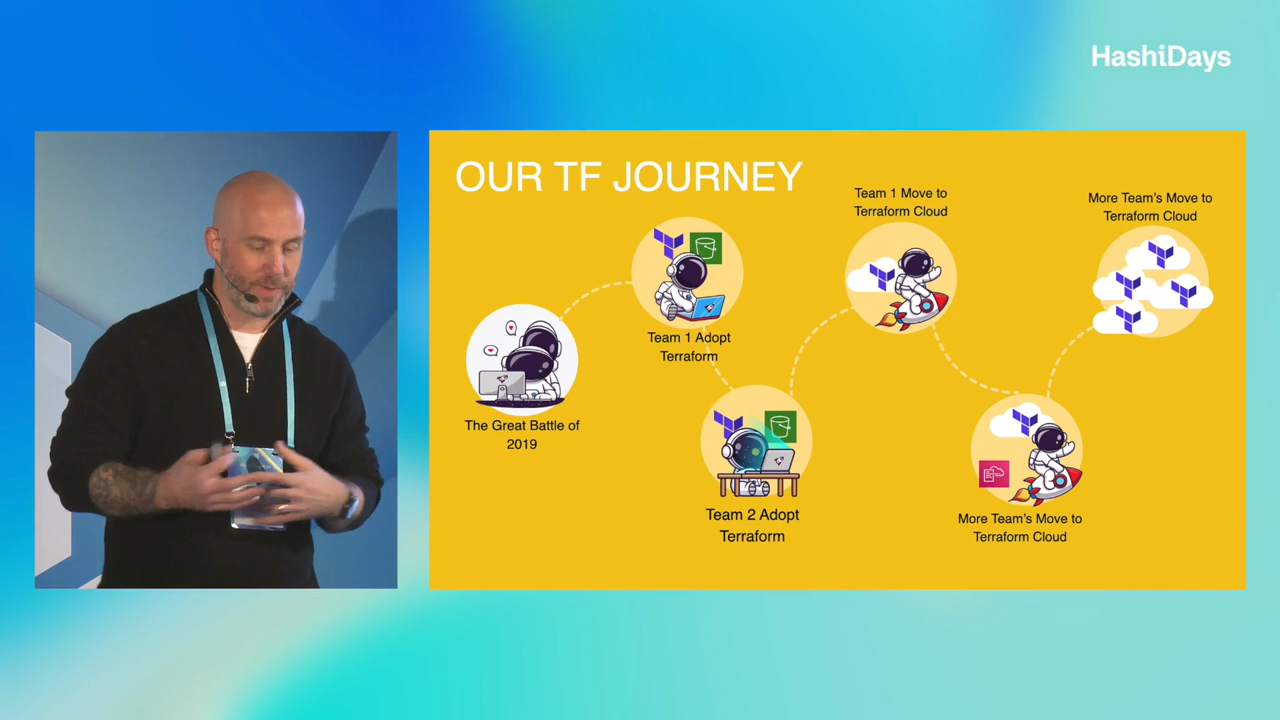 HashiDays
OUR TF JOURNEY
The Great Battle of
2019
Team 1 Adopt
Terraform
Team 2 Adopt
Terraform
Team 1 Move to
Terraform Cloud
More Team's Move to
Terraform Cloud
More Team's Move to
Terraform Cloud